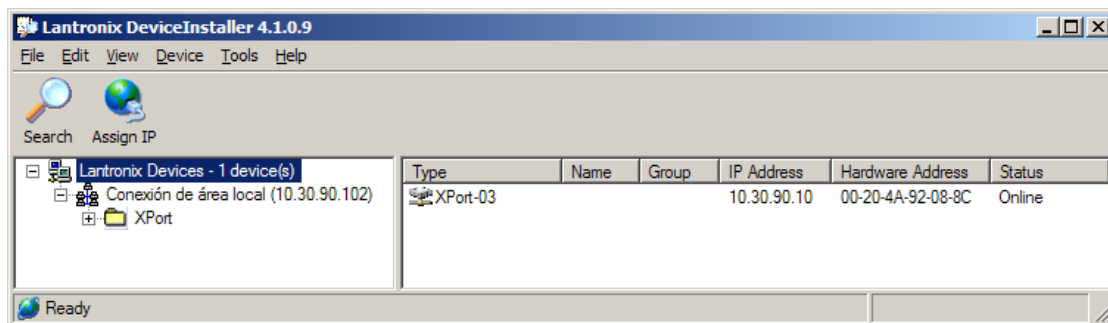 Lantronix DeviceInstaller 4.1.0.9
File Edit View Device Tools Help
Search Assign IP
Lantronix Devices - 1 device(s)
Conexión de área local (10.30.90.102)
XPort
Type Name Group IP Address Hardware Address Status
XPort-03 10.30.90.10 00-20-4A-92-08-8C Online
Ready